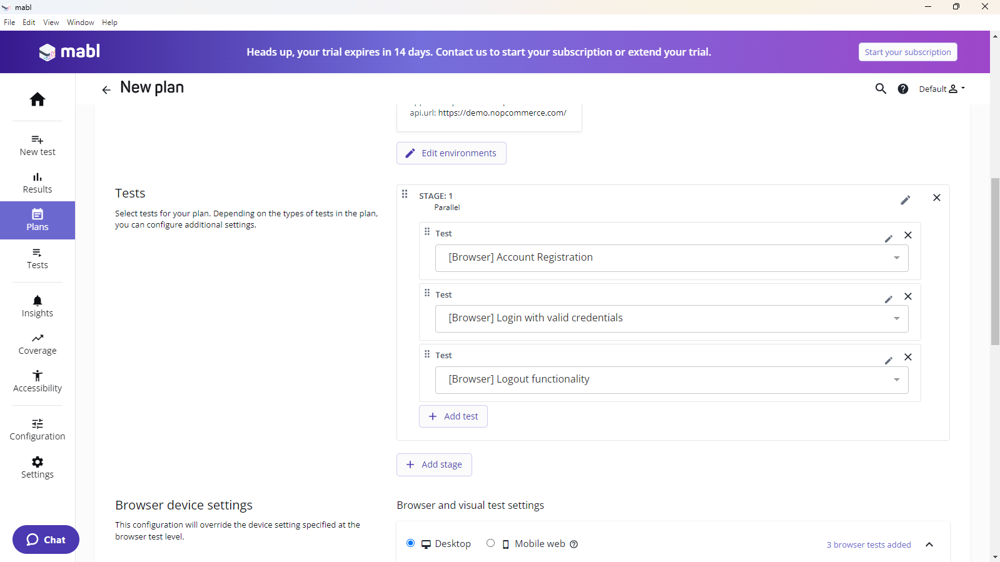 mabl
File Edit View Window Help
mabl
Heads up, your trial expires in 14 days. Contact us to start your subscription or extend your trial.
Start your subscription
New plan
Default
New test
Results
Plans
Tests
Insights
Coverage
Accessibility
Configuration
Settings
Chat
api.url: https://demo.nopcommerce.com/
Edit environments
Tests
Select tests for your plan. Depending on the types of tests in the plan,
you can configure additional settings.
STAGE: 1
Parallel
Test
[Browser] Account Registration
Test
[Browser] Login with valid credentials
Test
[Browser] Logout functionality
Add test
Add stage
Browser device settings
This configuration will override the device setting specified at the
browser test level.
Browser and visual test settings
Desktop Mobile web
3 browser tests added